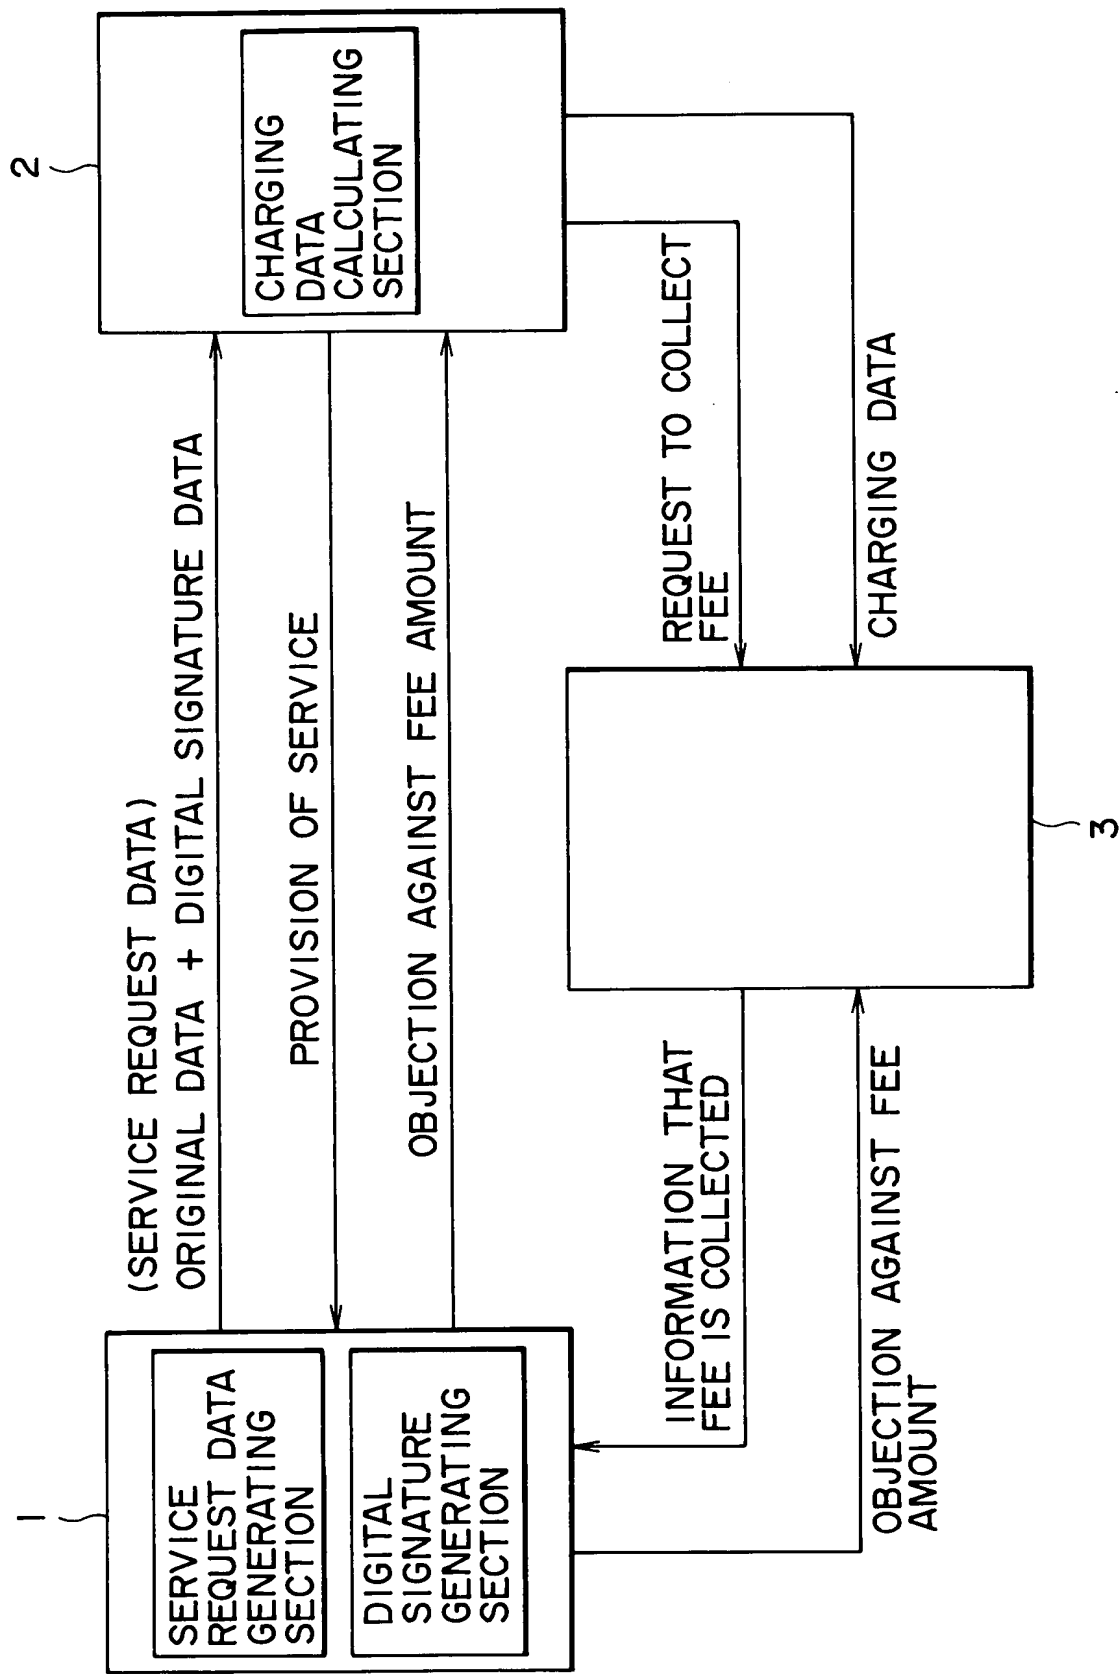 1
SERVICE
REQUEST DATA
GENERATING
SECTION
DIGITAL
SIGNATURE
GENERATING
SECTION
(SERVICE REQUEST DATA)
ORIGINAL DATA + DIGITAL SIGNATURE DATA
PROVISION OF SERVICE
OBJECTION AGAINST FEE AMOUNT
2
CHARGING
DATA
CALCULATING
SECTION
INFORMATION THAT
FEE IS COLLECTED
OBJECTION AGAINST FEE
AMOUNT
REQUEST TO COLLECT
FEE
CHARGING DATA
3